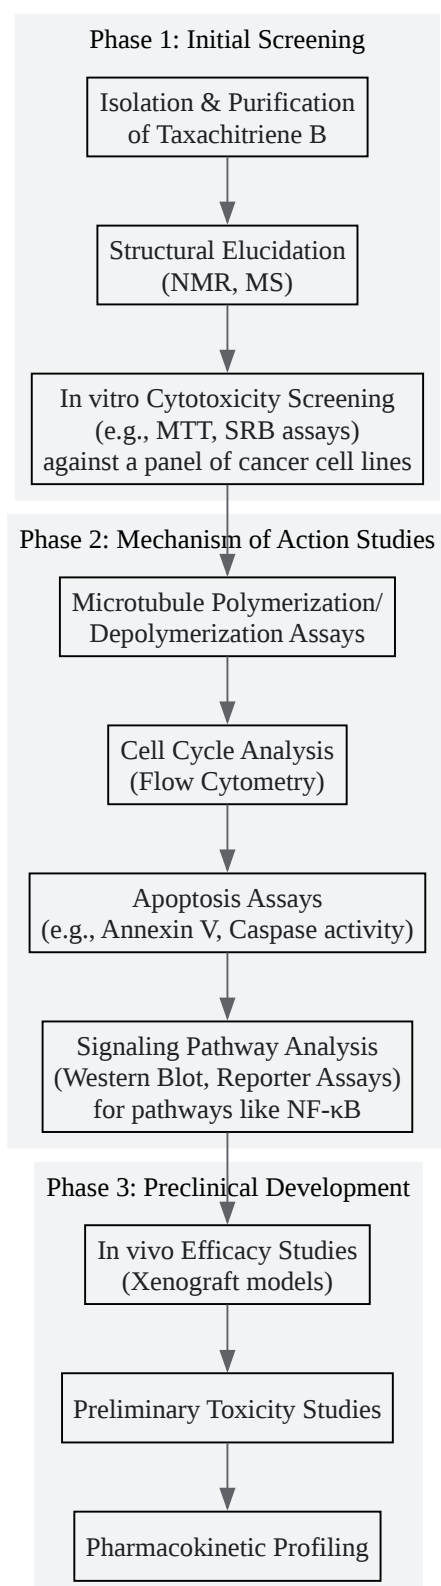 Phase 1: Initial Screening
Isolation & Purification
of Taxachitriene B
Structural Elucidation
(NMR, MS)
In vitro Cytotoxicity Screening
(e.g., MTT, SRB assays)
against a panel of cancer cell lines
Phase 2: Mechanism of Action Studies
Microtubule Polymerization/
Depolymerization Assays
Cell Cycle Analysis
(Flow Cytometry)
Apoptosis Assays
(e.g., Annexin V, Caspase activity)
Signaling Pathway Analysis
(Western Blot, Reporter Assays)
for pathways like NF-κB
Phase 3: Preclinical Development
In vivo Efficacy Studies
(Xenograft models)
Preliminary Toxicity Studies
Pharmacokinetic Profiling